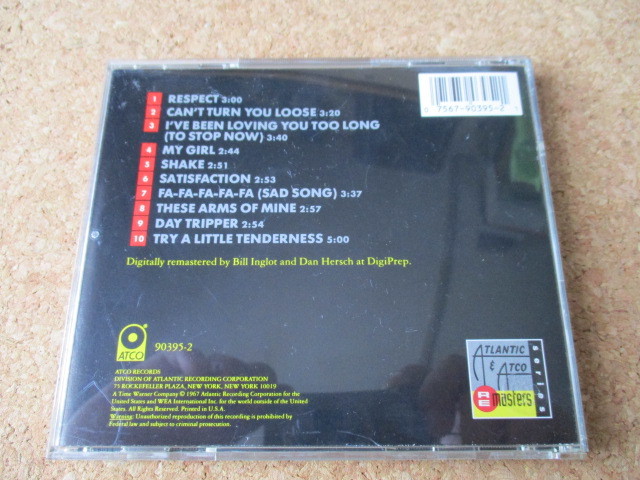 1 RESPECT 3:00
2 CAN'T TURN YOU LOOSE 3:20
3 I'VE BEEN LOVING YOU TOO LONG
(TO STOP NOW) 3:40
4 MY GIRL 2:44
5 SHAKE 2:51
6 SATISFACTION 2:53
7 FA-FA-FA-FA-FA (SAD SONG) 3:37
8 THESE ARMS OF MINE 2:57
9 DAY TRIPPER 2:54
10 TRY A LITTLE TENDERNESS 5:00
7567-90395-2
Digitally remastered by Bill Inglot and Dan Hersch at DigiPrep.
ATCO
90395-2
ATCO RECORDS
DIVISION OF ATLANTIC RECORDING CORPORATION
75 ROCKEFELLER PLAZA, NEW YORK, NEW YORK 10019
A Time Warner Company © 1967 Atlantic Recording Corporation for the
United States and WEA International Inc. for the world outside of the United
States. All Rights Reserved. Printed in U.S.A.
Warning: Unauthorized reproduction of this recording is prohibited by
Federal law and subject to criminal prosecution.
ATLANTIC
& ATCO
RE
masters
series